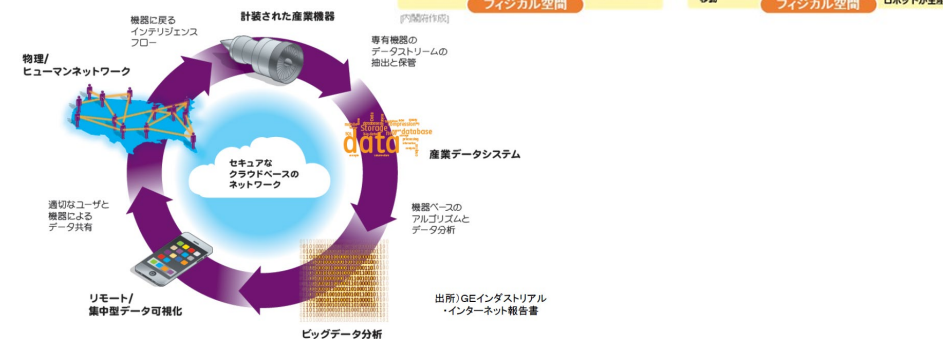 フィジカル空間
フィジカル空間
[内閣府作成]
計装された産業機器
機器に戻る
インテリジェンス
フロー
専有機器の
データストリームの
抽出と保管
物理/
ヒューマンネットワーク
storage
database
data
産業データシステム
セキュアな
クラウドベースの
ネットワーク
適切なユーザと
機器による
データ共有
機器ベースの
アルゴリズムと
データ分析
リモート/
集中型データ可視化
出所）GEインダストリアル
・インターネット報告書
ビッグデータ分析